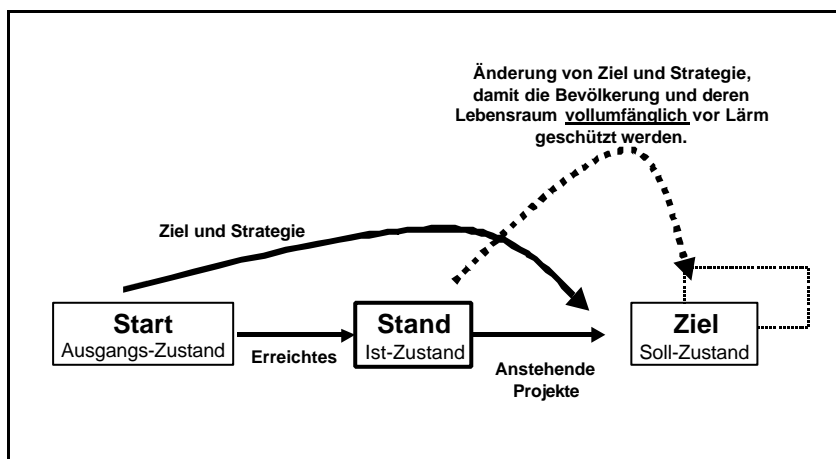 Änderung von Ziel und Strategie,
damit die Bevölkerung und deren
Lebensraum vollumfänglich vor Lärm
geschützt werden.
Ziel und Strategie
Start
Ausgangs-Zustand
Erreichtes
Stand
Ist-Zustand
Anstehende
Projekte
Ziel
Soll-Zustand